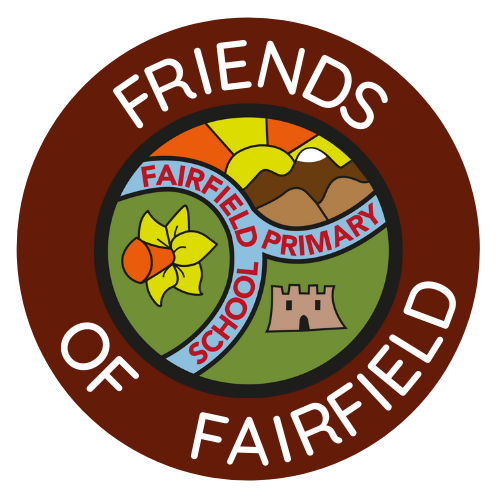 FRIENDS
OF FAIRFIELD
FAIRFIELD PRIMARY
SCHOOL